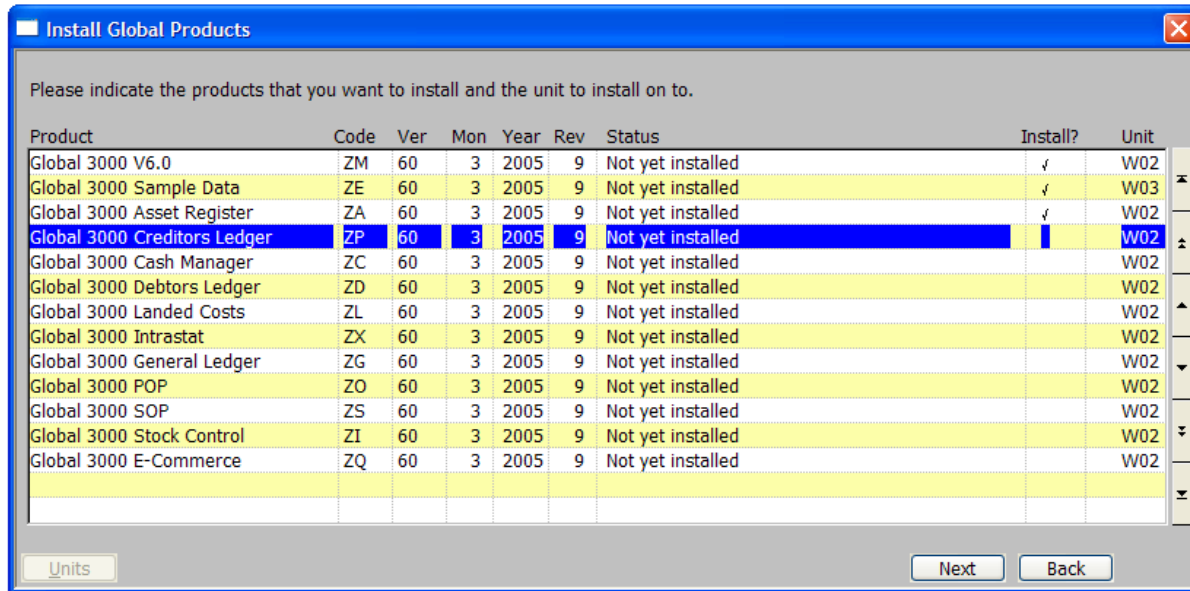 Install Global Products
Please indicate the products that you want to install and the unit to install on to.
Product Code Ver Mon Year Rev Status Install? Unit
Global 3000 V6.0 ZM 60 3 2005 9 Not yet installed √ W02
Global 3000 Sample Data ZE 60 3 2005 9 Not yet installed √ W03
Global 3000 Asset Register ZA 60 3 2005 9 Not yet installed √ W02
Global 3000 Creditors Ledger ZP 60 3 2005 9 Not yet installed W02
Global 3000 Cash Manager ZC 60 3 2005 9 Not yet installed W02
Global 3000 Debtors Ledger ZD 60 3 2005 9 Not yet installed W02
Global 3000 Landed Costs ZL 60 3 2005 9 Not yet installed W02
Global 3000 Intrastat ZX 60 3 2005 9 Not yet installed W02
Global 3000 General Ledger ZG 60 3 2005 9 Not yet installed W02
Global 3000 POP ZO 60 3 2005 9 Not yet installed W02
Global 3000 SOP ZS 60 3 2005 9 Not yet installed W02
Global 3000 Stock Control ZI 60 3 2005 9 Not yet installed W02
Global 3000 E-Commerce ZQ 60 3 2005 9 Not yet installed W02
Units Next Back